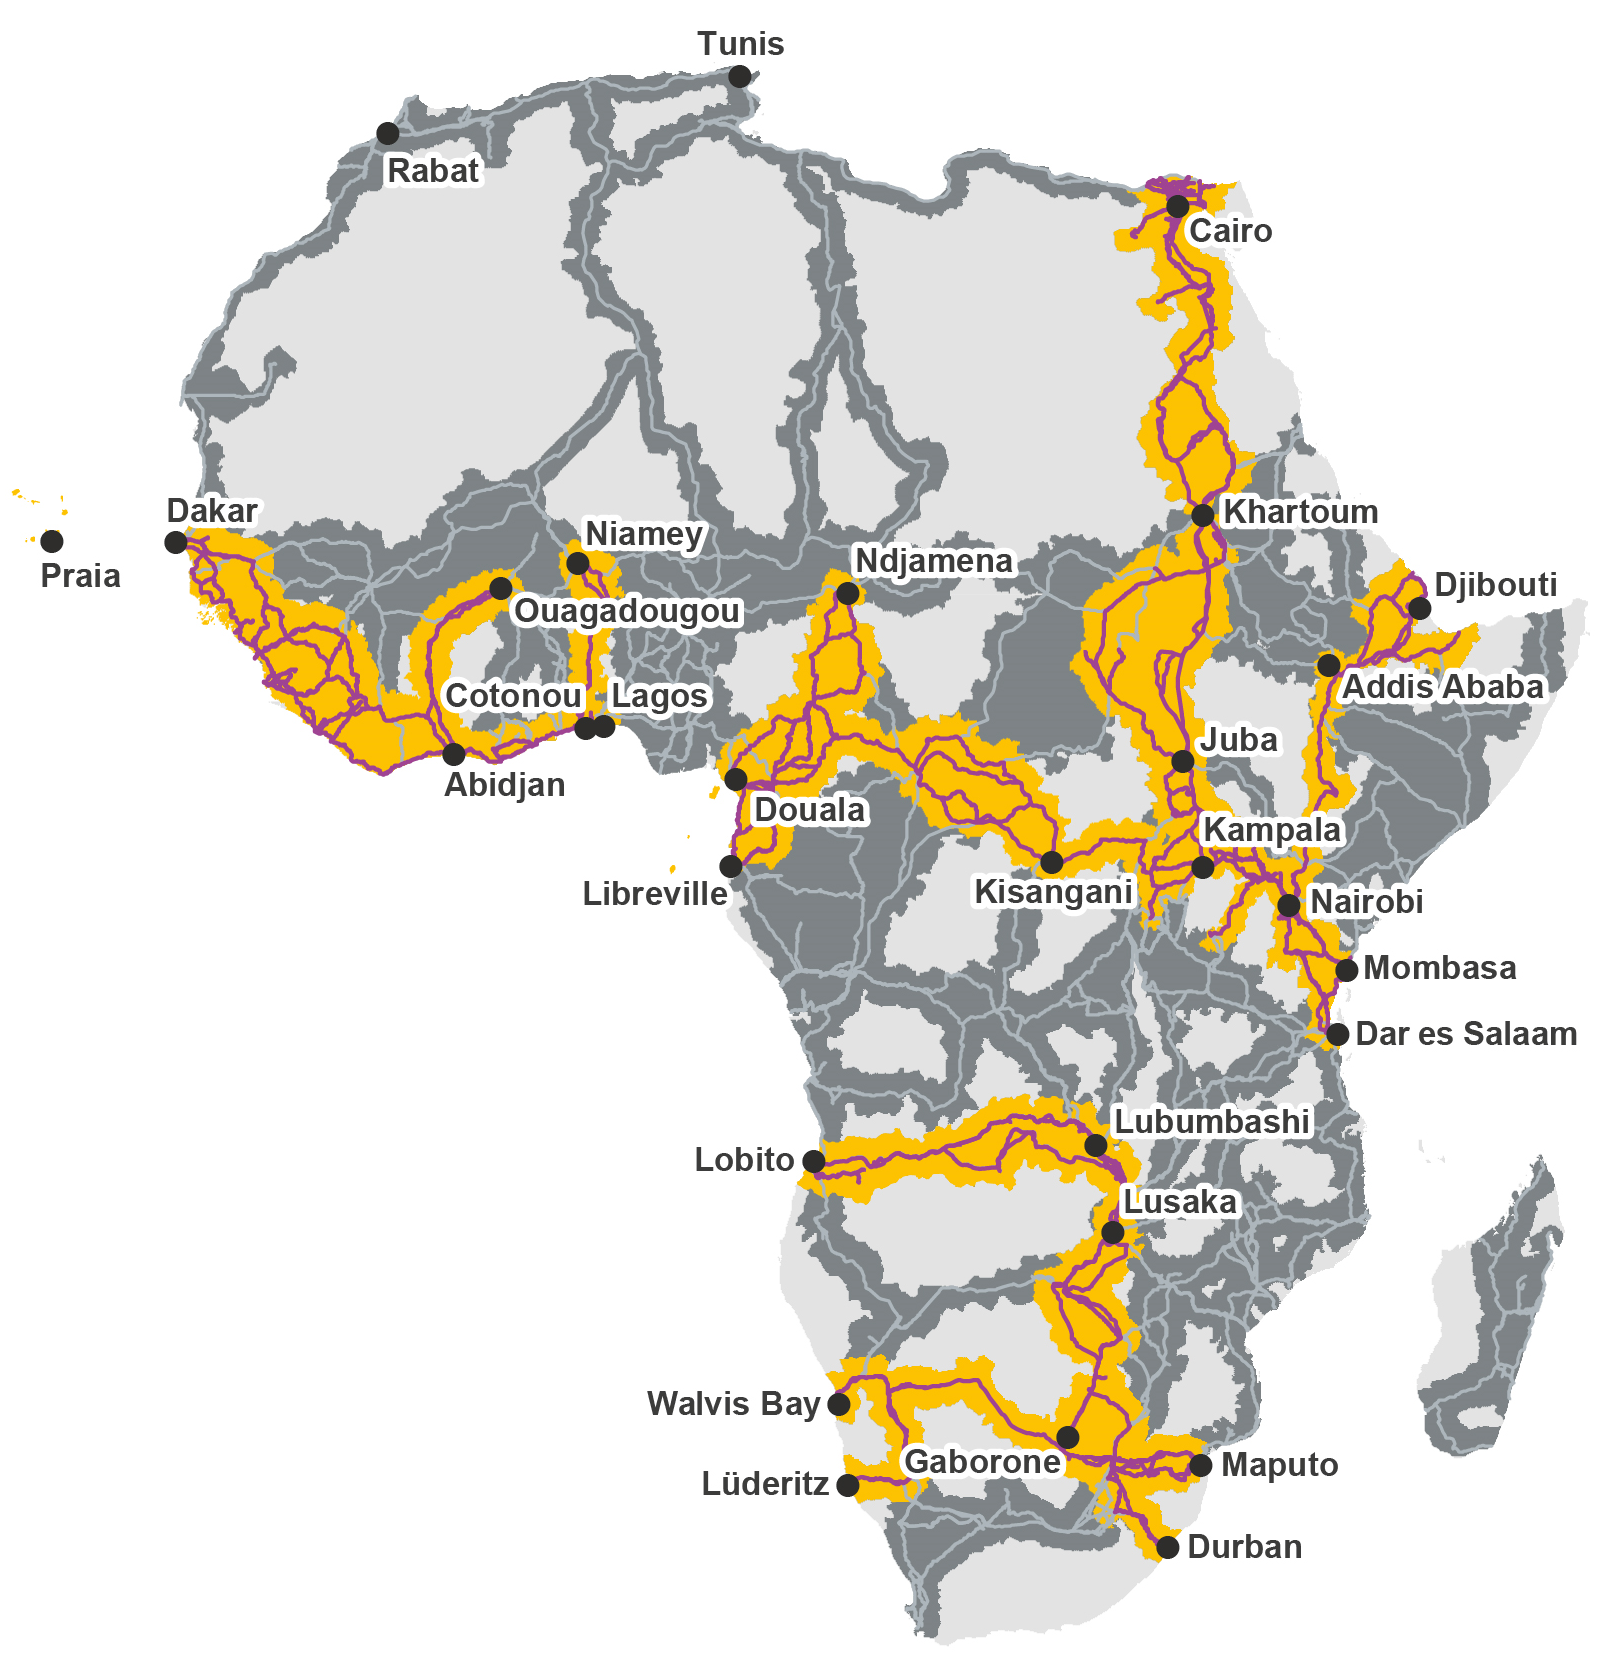 Tunis
Rabat
Cairo
Dakar
Praia
Niamey
Khartoum
Ndjamena
Djibouti
Ouagadougou
Addis Ababa
Cotonou
Lagos
Juba
Abidjan
Douala
Kampala
Libreville
Kisangani
Nairobi
Mombasa
Dar es Salaam
Lubumbashi
Lobito
Lusaka
Walvis Bay
Gaborone
Maputo
Lüderitz
Durban